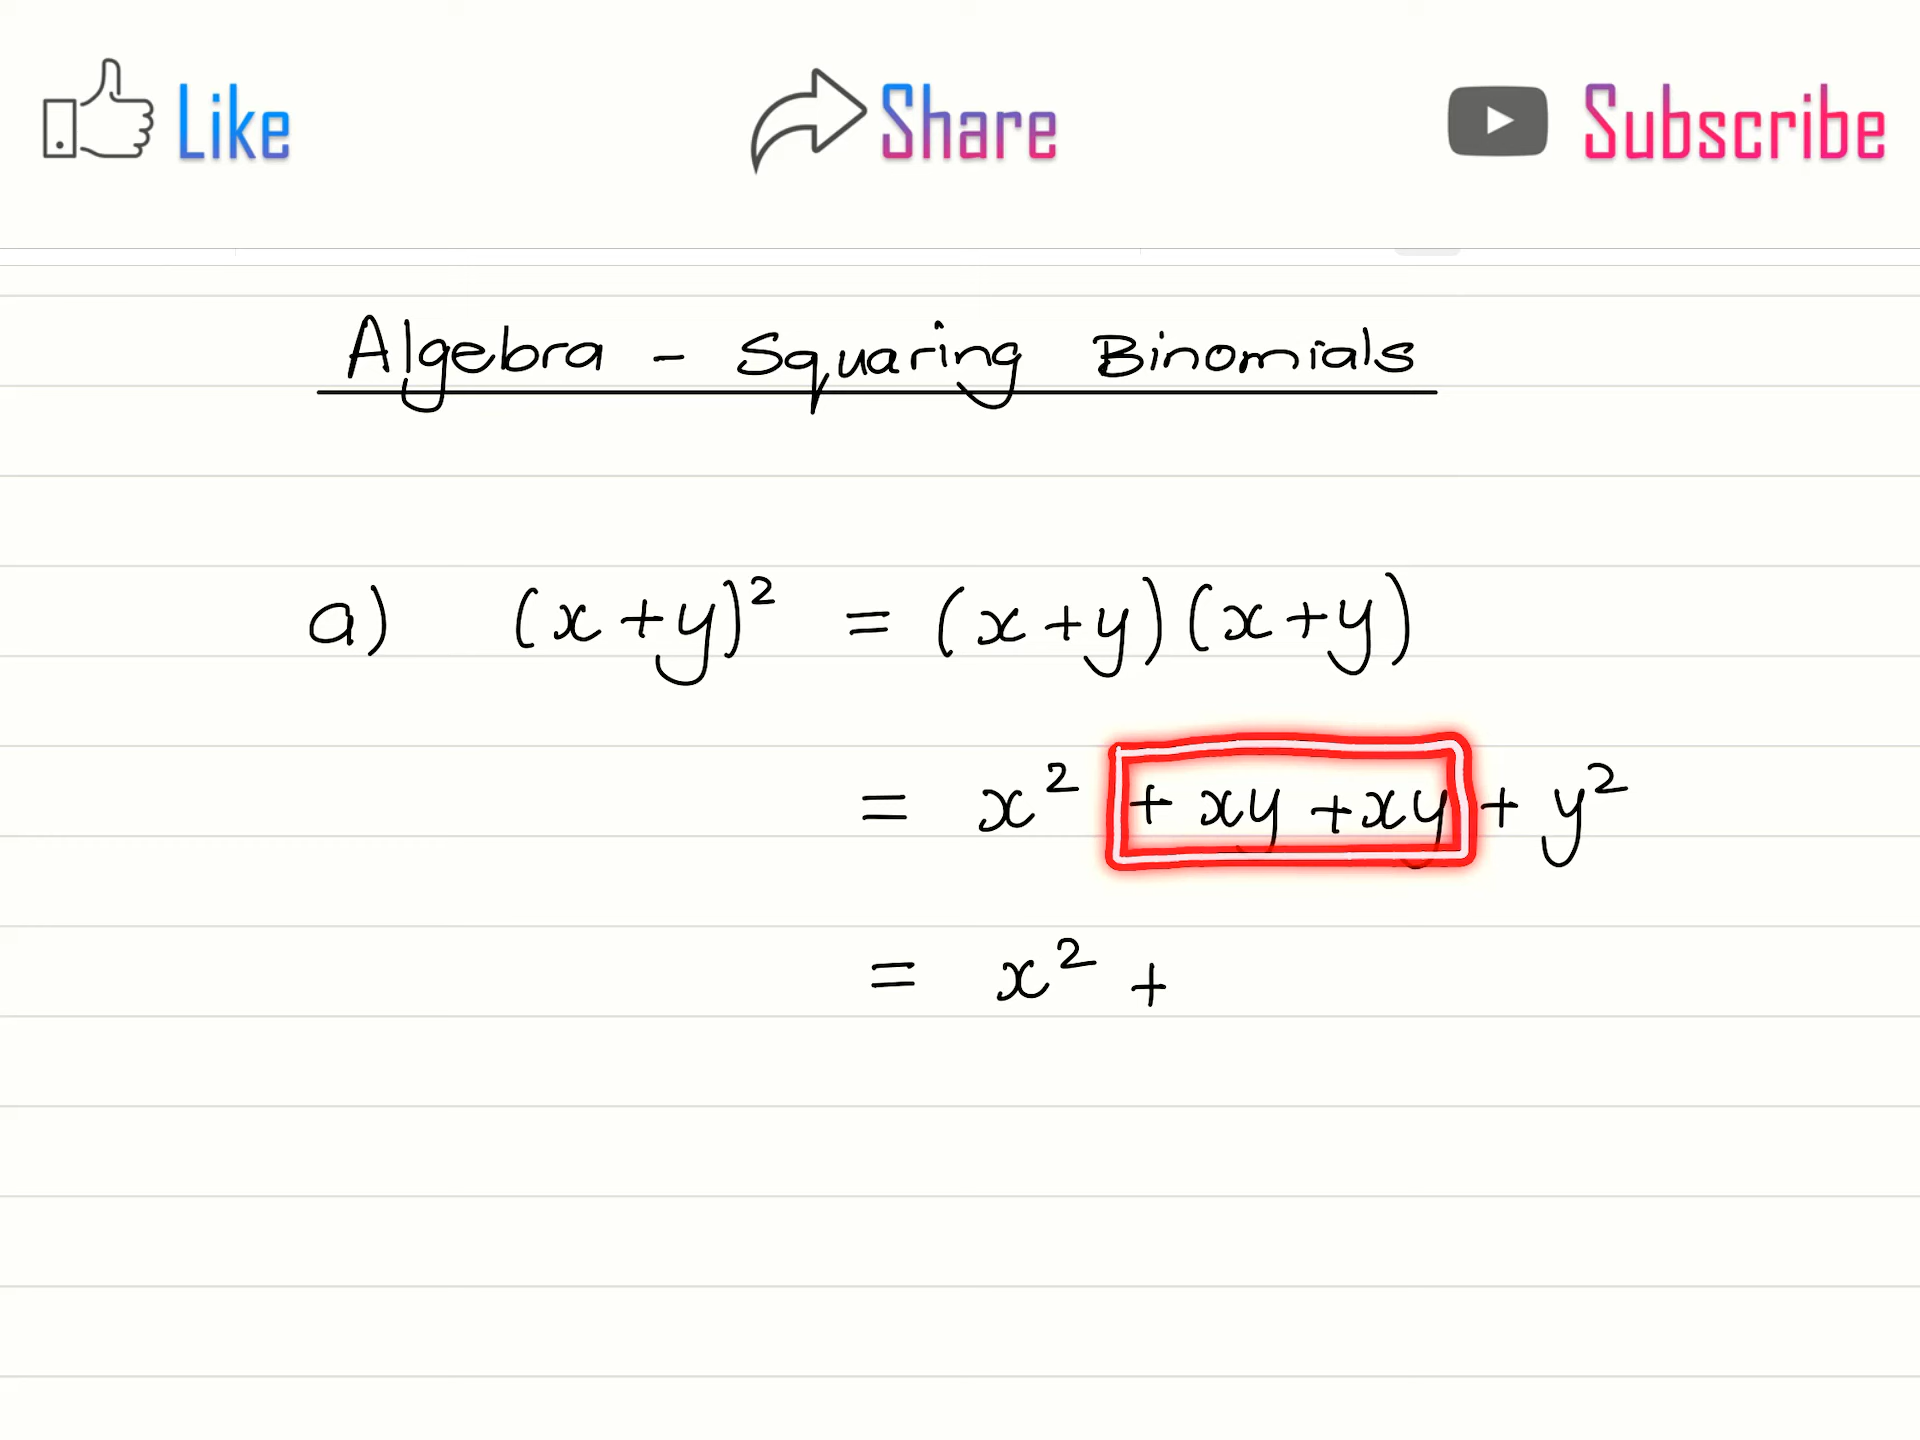 Like Share Subscribe
Algebra - Squaring Binomials
a) (x+y)² = (x+y)(x+y)
= x² + xy + xy + y²
= x² +